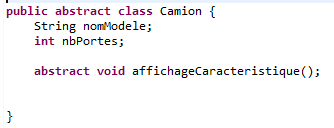 public abstract class Camion {
String nomModele;
int nbPortes;
abstract void affichageCaracteristique();
}